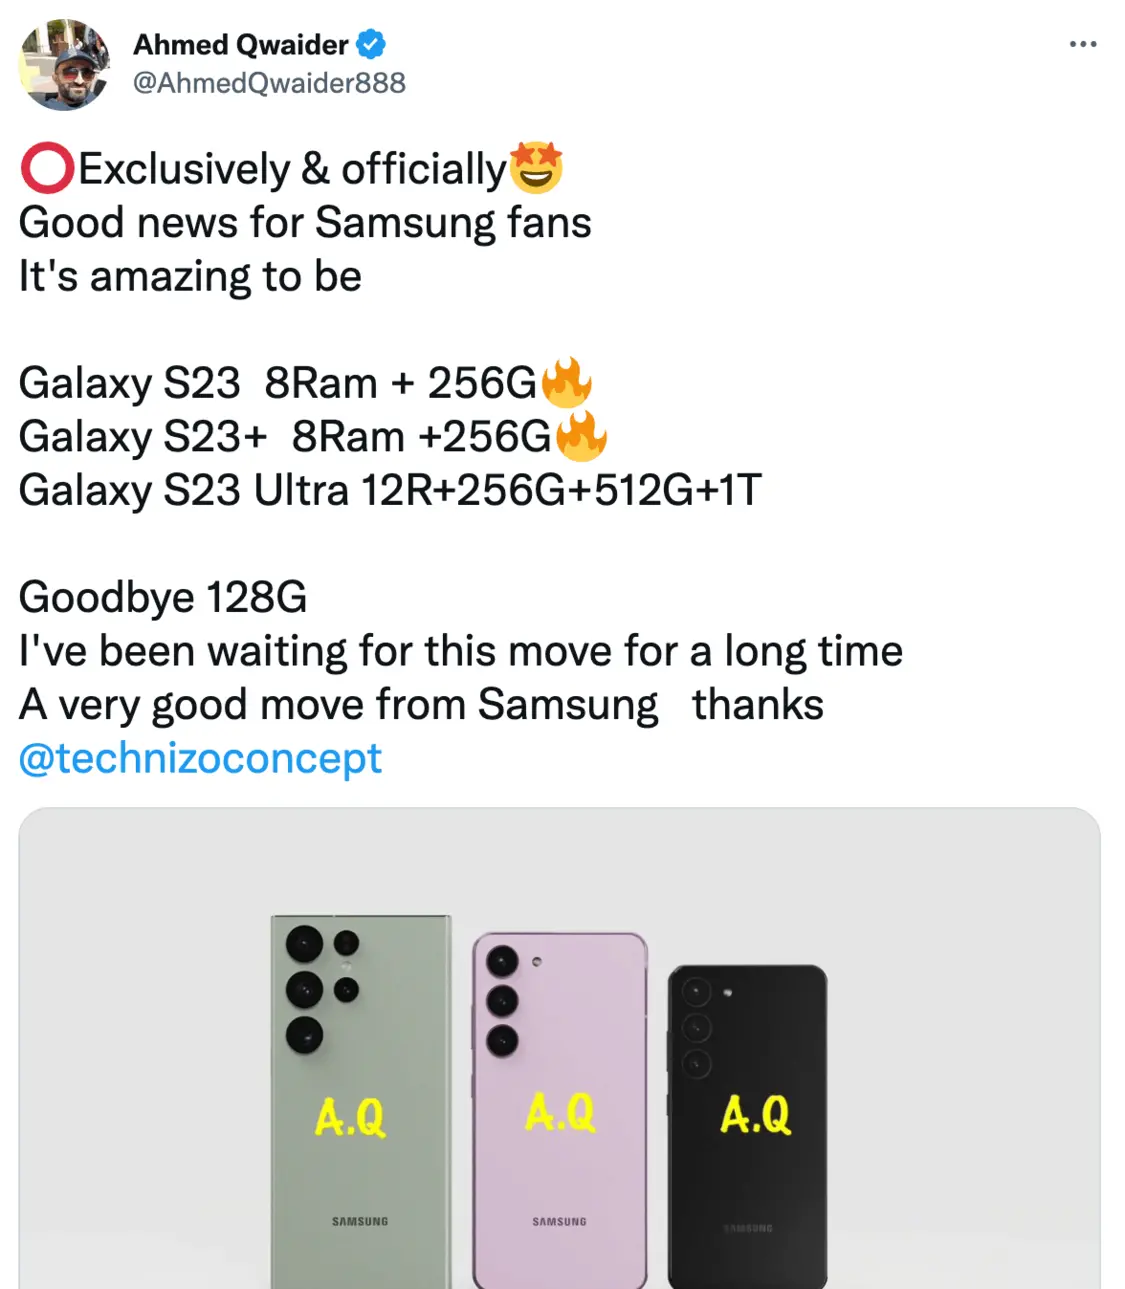 Ahmed Qwaider
@AhmedQwaider888
⭕Exclusively & officially🤩
Good news for Samsung fans
It's amazing to be
Galaxy S23  8Ram + 256G🔥
Galaxy S23+  8Ram +256G🔥
Galaxy S23 Ultra 12R+256G+512G+1T
Goodbye 128G
I've been waiting for this move for a long time
A very good move from Samsung   thanks
@technizoconcept
A.Q A.Q A.Q
SAMSUNG SAMSUNG SAMSUNG